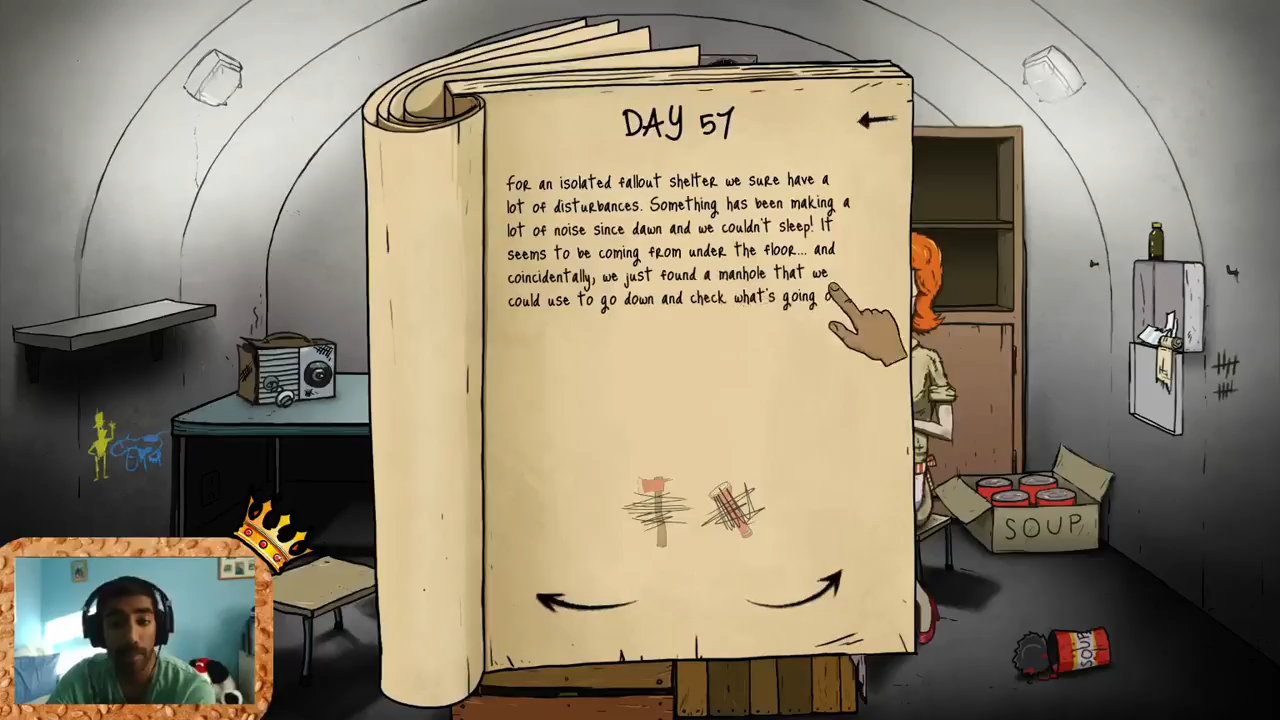 DAY 57
For an isolated fallout shelter we sure have a
lot of disturbances. Something has been making a
lot of noise since dawn and we couldn't sleep! It
seems to be coming from under the floor... and
coincidentally, we just found a manhole that we
could use to go down and check what's going
SOUP
SOUP